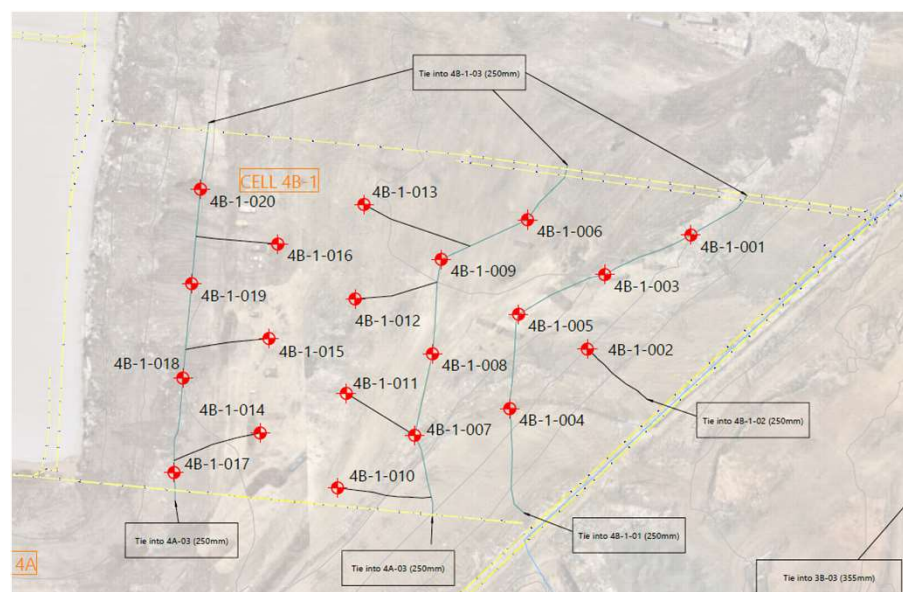 Tie into 4B-1-03 (250mm)
CELL 4B-1
4B-1-013
4B-1-020
4B-1-006
4B-1-001
4B-1-016
4B-1-009
4B-1-003
4B-1-019
4B-1-012
4B-1-005
4B-1-015
4B-1-002
4B-1-018
4B-1-008
4B-1-011
4B-1-014
4B-1-004
Tie into 4B-1-02 (250mm)
4B-1-007
4B-1-017
4B-1-010
Tie into 4A-03 (250mm)
Tie into 4B-1-01 (250mm)
4A
Tie into 4A-03 (250mm)
Tie into 3B-03 (355mm)